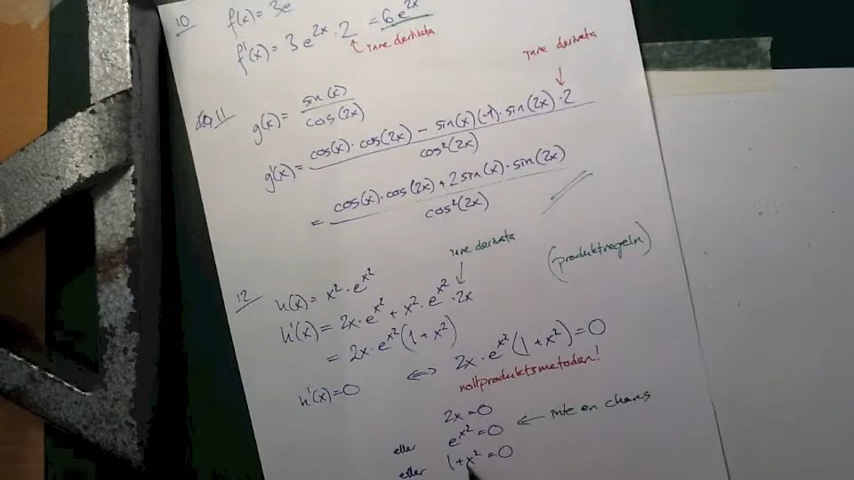 10 f(x) = 3e
f'(x) = 3e^{2x} · 2 = 6e^{2x}
↑ inre derivata
inre derivata
↓
11 g(x) = \frac{sin(x)}{cos(2x)}
g'(x) = \frac{cos(x) · cos(2x) - sin(x)(-1) · sin(2x) · 2}{cos²(2x)}
= \frac{cos(x) · cos(2x) + 2 sin(x) · sin(2x)}{cos²(2x)}
inre derivata
↓
(produktregeln)
12 h(x) = x² · e^{x²}
h'(x) = 2x · e^{x²} + x² · e^{x²} · 2x
= 2x · e^{x²} (1 + x²)
h'(x) = 0 ⟺ 2x · e^{x²} (1 + x²) = 0
nollproduktsmetoden!
2x = 0
eller e^{x²} = 0 ← inte en chans
eller 1 + x² = 0